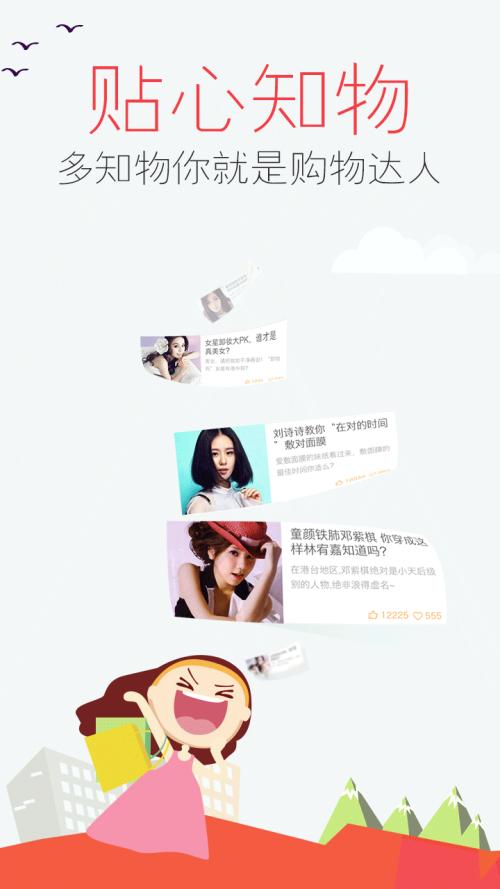 贴心知物
多知物你就是购物达人
女星卸妆大PK，谁才是
真美女?
刘诗诗教你“在对的时间
”敷对面膜
爱敷面膜的妹纸看过来，敷面膜的
最佳时间你造么?
童颜铁肺邓紫棋 你穿成这
样林宥嘉知道吗?
在港台地区,邓紫棋绝对是小天后级
别的人物,绝非浪得虚名~
12225 555